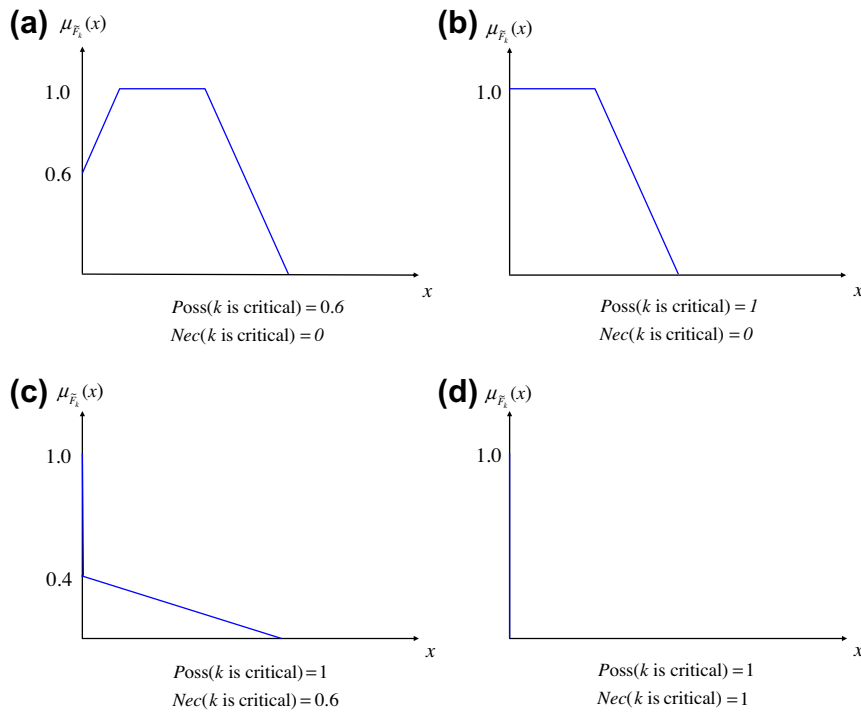 (a) μ_{F̃_k}(x)
1.0
0.6
x
Poss(k is critical) = 0.6
Nec(k is critical) = 0
(b) μ_{F̃_k}(x)
1.0
x
Poss(k is critical) = 1
Nec(k is critical) = 0
(c) μ_{F̃_k}(x)
1.0
0.4
x
Poss(k is critical) = 1
Nec(k is critical) = 0.6
(d) μ_{F̃_k}(x)
1.0
x
Poss(k is critical) = 1
Nec(k is critical) = 1